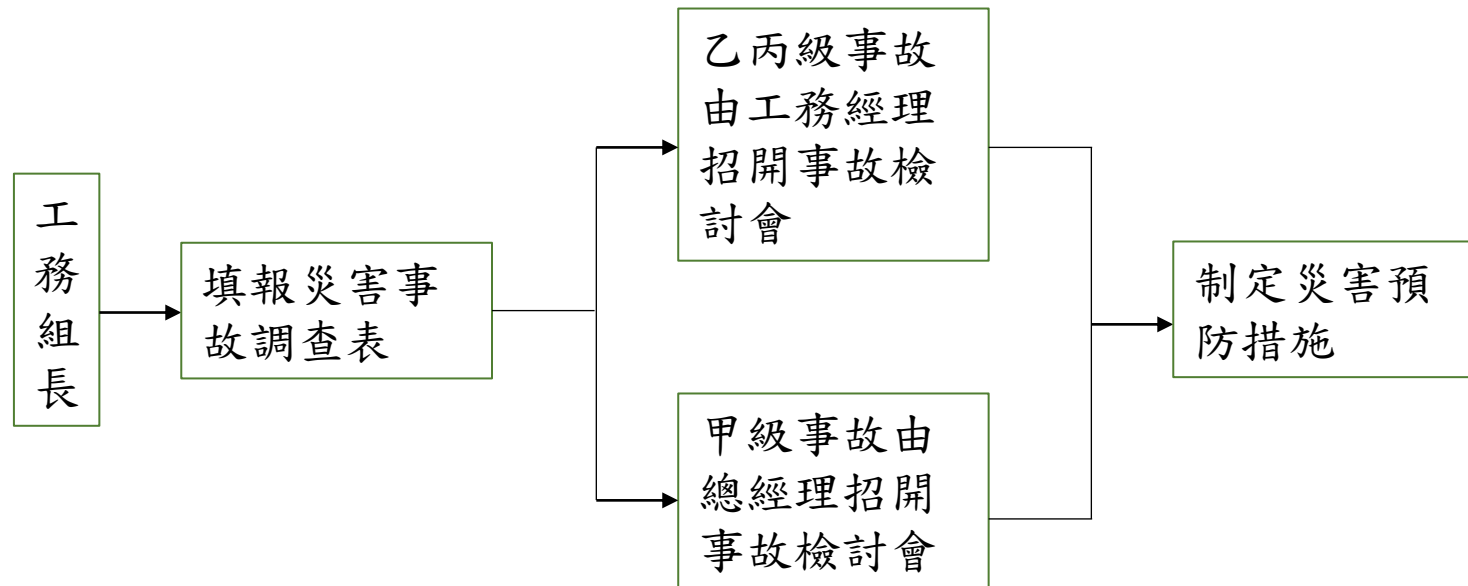 工務組長
填報災害事
故調查表
乙丙級事故
由工務經理
招開事故檢
討會
甲級事故由
總經理招開
事故檢討會
制定災害預
防措施